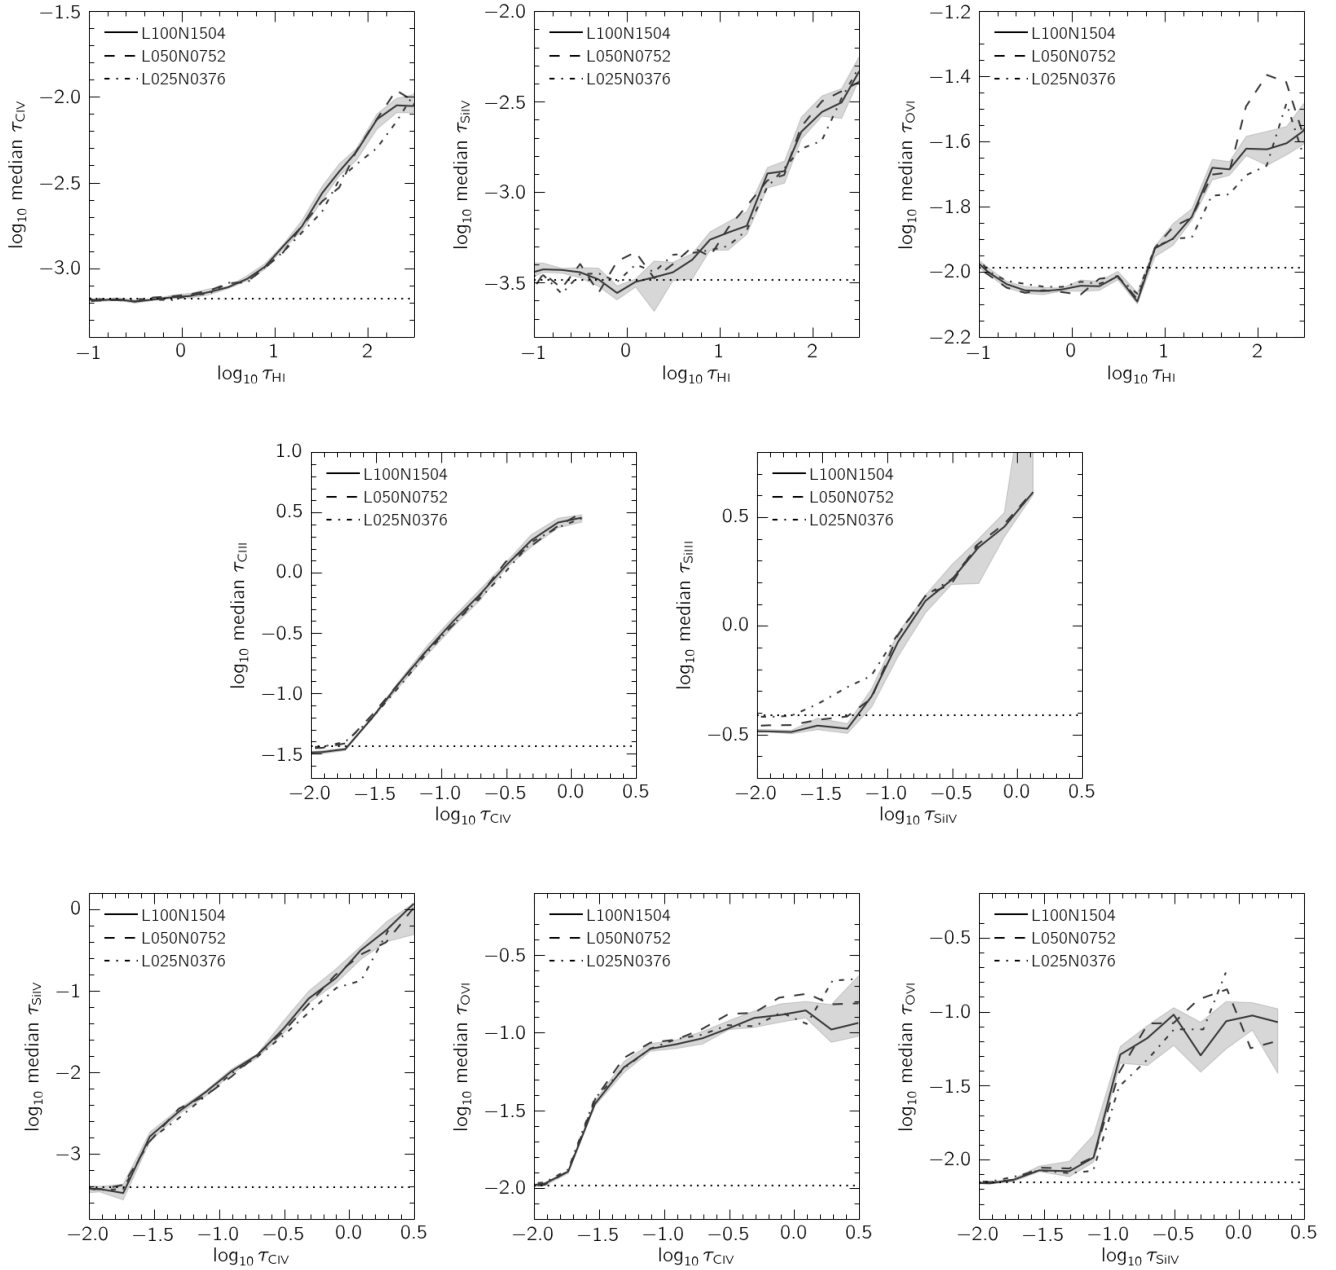 −1.5
−2.0
−2.5
−3.0
log₁₀ median τCIV
L100N1504
L050N0752
L025N0376
−1 0 1 2
log₁₀ τHI
−2.0
−2.5
−3.0
−3.5
log₁₀ median τSiIV
L100N1504
L050N0752
L025N0376
−1 0 1 2
log₁₀ τHI
−1.2
−1.4
−1.6
−1.8
−2.0
−2.2
log₁₀ median τOVI
L100N1504
L050N0752
L025N0376
−1 0 1 2
log₁₀ τHI
1.0
0.5
0.0
−0.5
−1.0
−1.5
log₁₀ median τCIII
L100N1504
L050N0752
L025N0376
−2.0 −1.5 −1.0 −0.5 0.0 0.5
log₁₀ τCIV
0.5
0.0
−0.5
log₁₀ median τSiIII
L100N1504
L050N0752
L025N0376
−2.0 −1.5 −1.0 −0.5 0.0 0.5
log₁₀ τSiIV
0
−1
−2
−3
log₁₀ median τSiIV
L100N1504
L050N0752
L025N0376
−2.0 −1.5 −1.0 −0.5 0.0 0.5
log₁₀ τCIV
−0.5
−1.0
−1.5
−2.0
log₁₀ median τOVI
L100N1504
L050N0752
L025N0376
−2.0 −1.5 −1.0 −0.5 0.0 0.5
log₁₀ τCIV
−0.5
−1.0
−1.5
−2.0
log₁₀ median τOVI
L100N1504
L050N0752
L025N0376
−2.0 −1.5 −1.0 −0.5 0.0 0.5
log₁₀ τSiIV